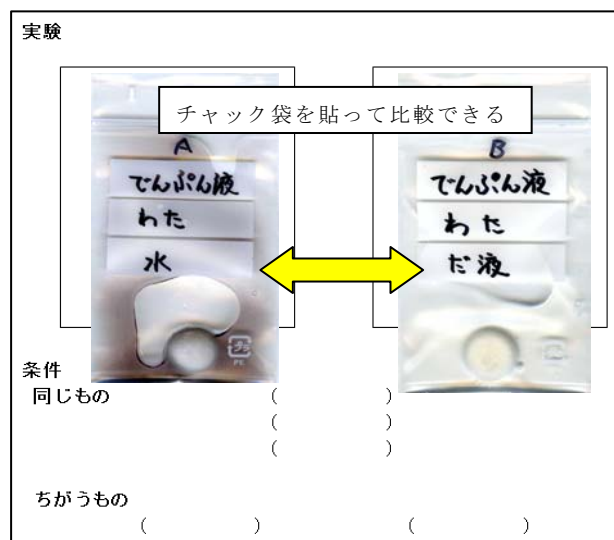 実験
チャック袋を貼って比較できる
A
でんぷん液
わた
水
B
でんぷん液
わた
だ液
条件
同じもの ( )
( )
( )
ちがうもの
( ) ( )